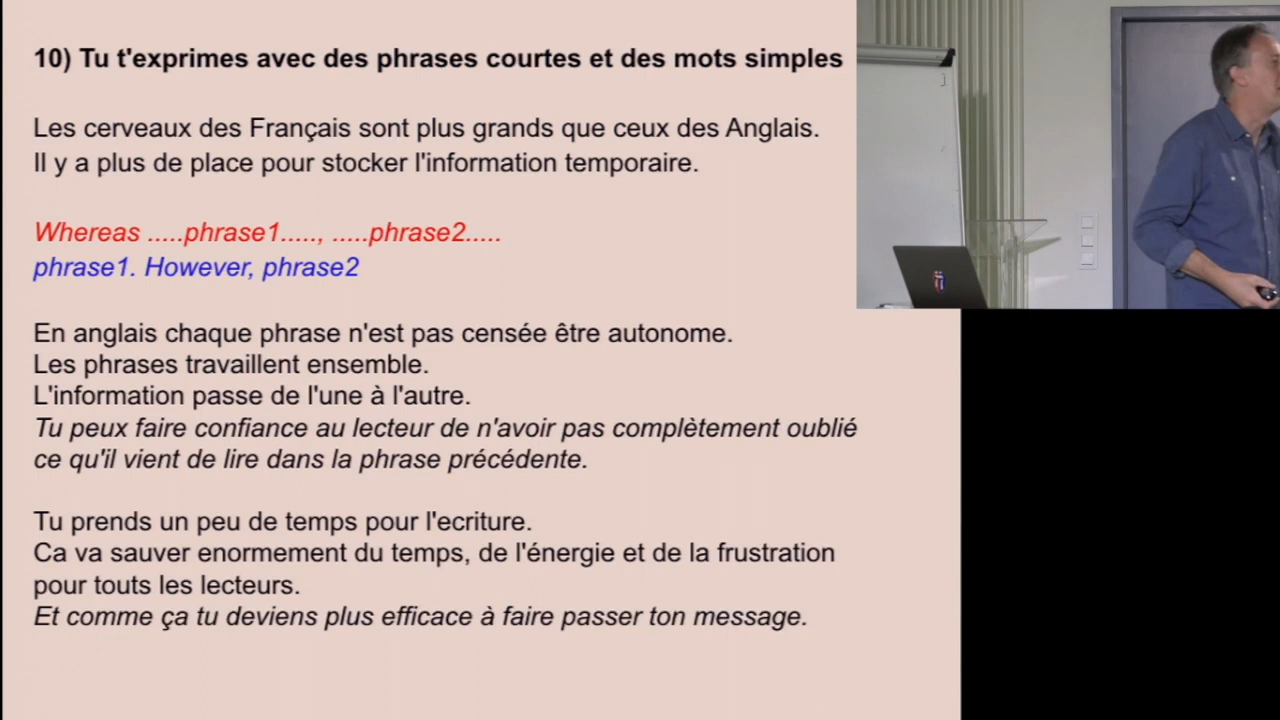 10) Tu t'exprimes avec des phrases courtes et des mots simples
Les cerveaux des Français sont plus grands que ceux des Anglais.
Il y a plus de place pour stocker l'information temporaire.
Whereas .....phrase1....., .....phrase2.....
phrase1. However, phrase2
En anglais chaque phrase n'est pas censée être autonome.
Les phrases travaillent ensemble.
L'information passe de l'une à l'autre.
Tu peux faire confiance au lecteur de n'avoir pas complètement oublié
ce qu'il vient de lire dans la phrase précédente.
Tu prends un peu de temps pour l'ecriture.
Ca va sauver enormement du temps, de l'énergie et de la frustration
pour touts les lecteurs.
Et comme ça tu deviens plus efficace à faire passer ton message.